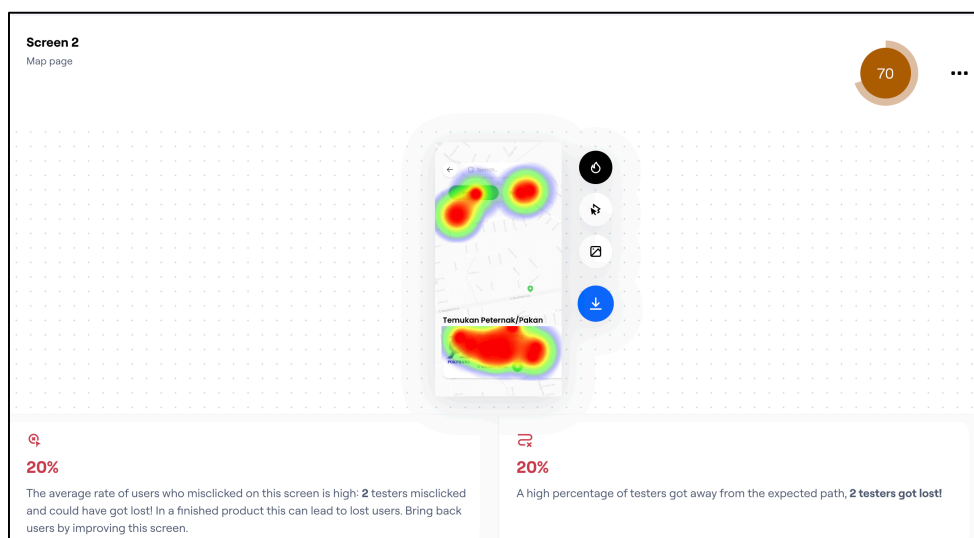 Screen 2
Map page
70
Temukan Peternak/Pakan
20%
The average rate of users who misclicked on this screen is high: 2 testers misclicked
and could have got lost! In a finished product this can lead to lost users. Bring back
users by improving this screen.
20%
A high percentage of testers got away from the expected path, 2 testers got lost!